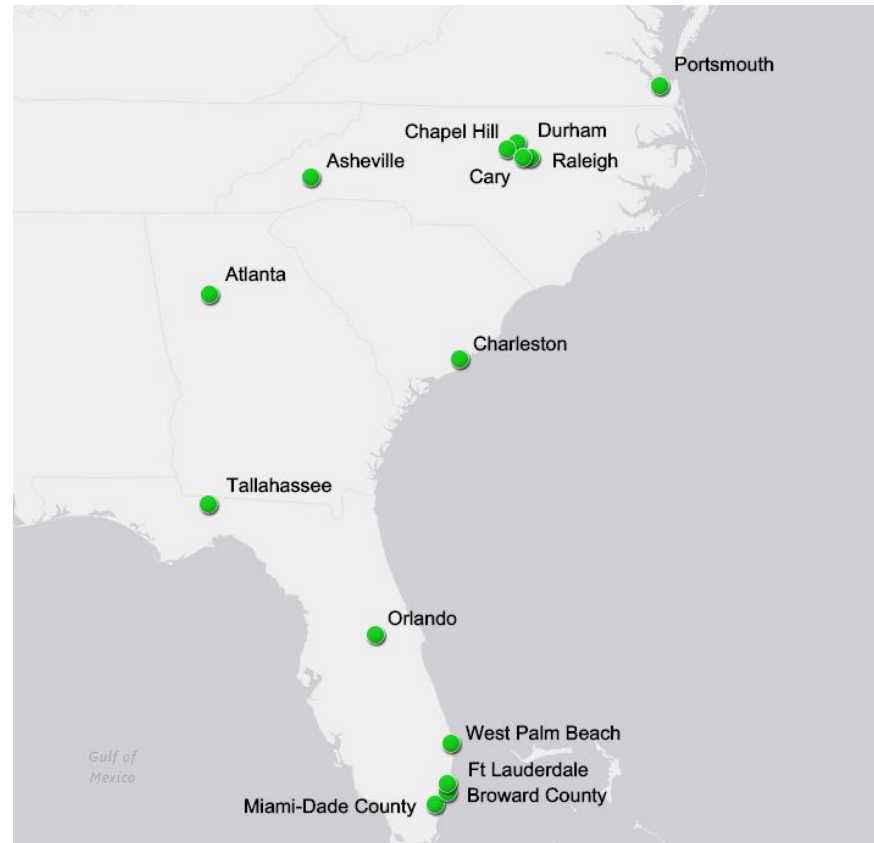 Portsmouth
Chapel Hill
Durham
Asheville
Cary
Raleigh
Atlanta
Charleston
Tallahassee
Orlando
West Palm Beach
Gulf of
Mexico
Ft Lauderdale
Broward County
Miami-Dade County